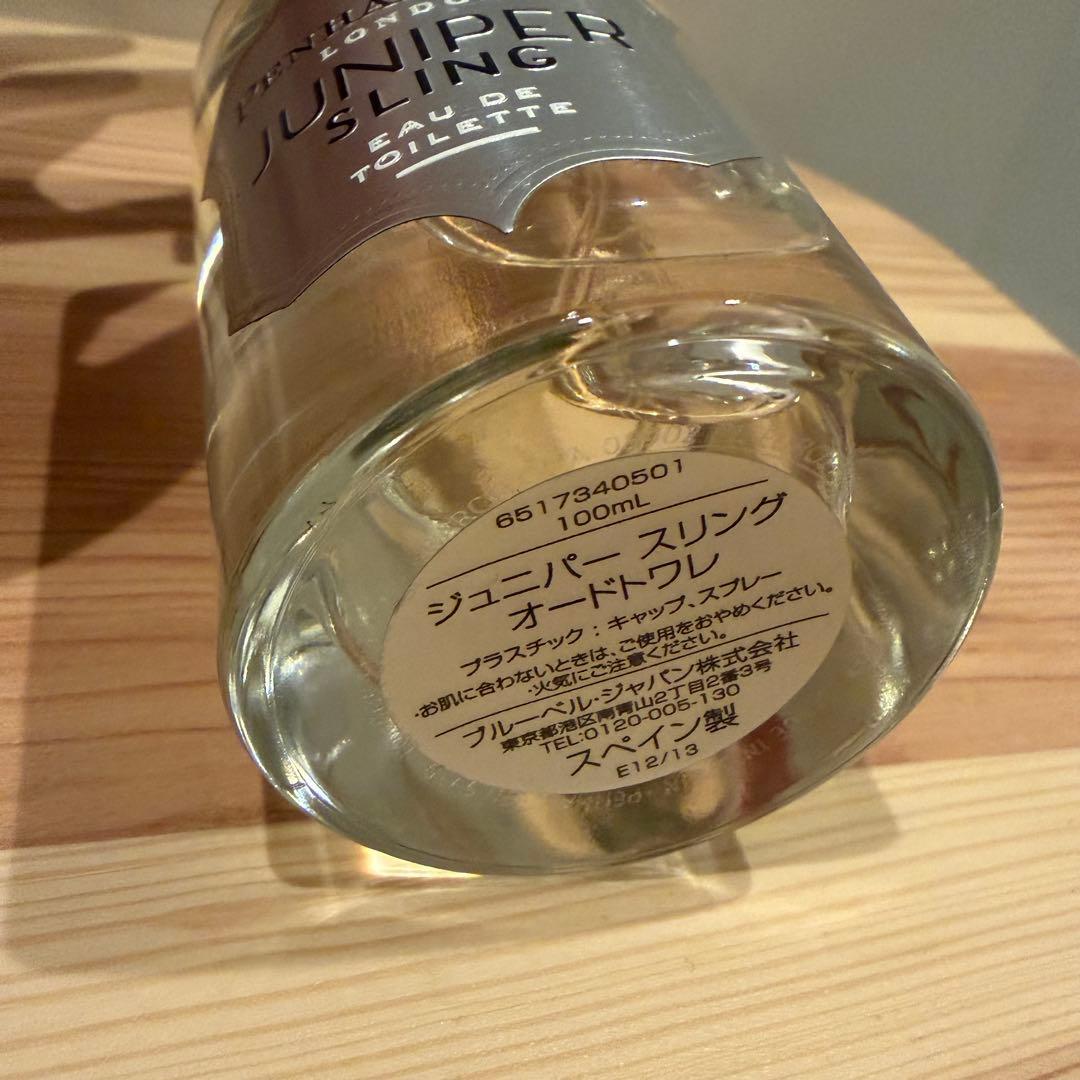 LONDON
JUNIPER
SLING
EAU DE
TOILETTE
6517340501
100mL
ジュニパー スリング
オードトワレ
プラスチック：キャップ、スプレー
・お肌に合わないときは、ご使用をおやめください。
・火気にご注意ください。
ブルーベル・ジャパン株式会社
東京都港区南青山2丁目2番3号
TEL:0120-005-130
スペイン製
E12/13